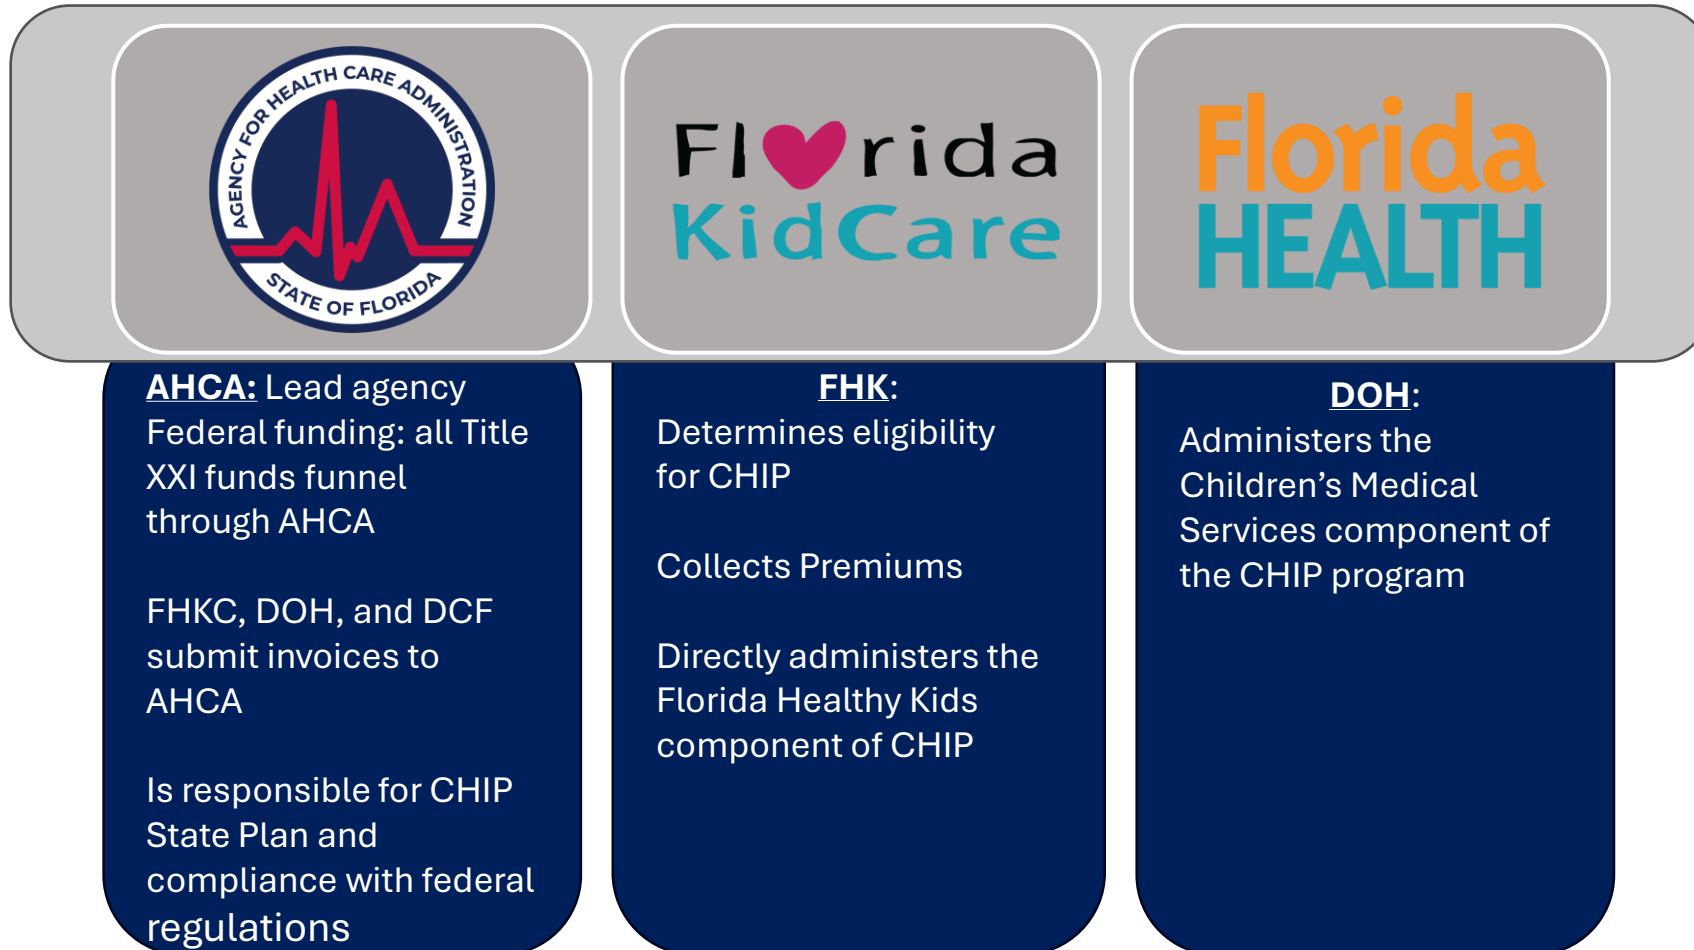 AGENCY FOR HEALTH CARE ADMINISTRATION
STATE OF FLORIDA
Florida
KidCare
Florida
HEALTH
AHCA: Lead agency
Federal funding: all Title
XXI funds funnel
through AHCA
FHKC, DOH, and DCF
submit invoices to
AHCA
Is responsible for CHIP
State Plan and
compliance with federal
regulations
FHK:
Determines eligibility
for CHIP
Collects Premiums
Directly administers the
Florida Healthy Kids
component of CHIP
DOH:
Administers the
Children’s Medical
Services component of
the CHIP program